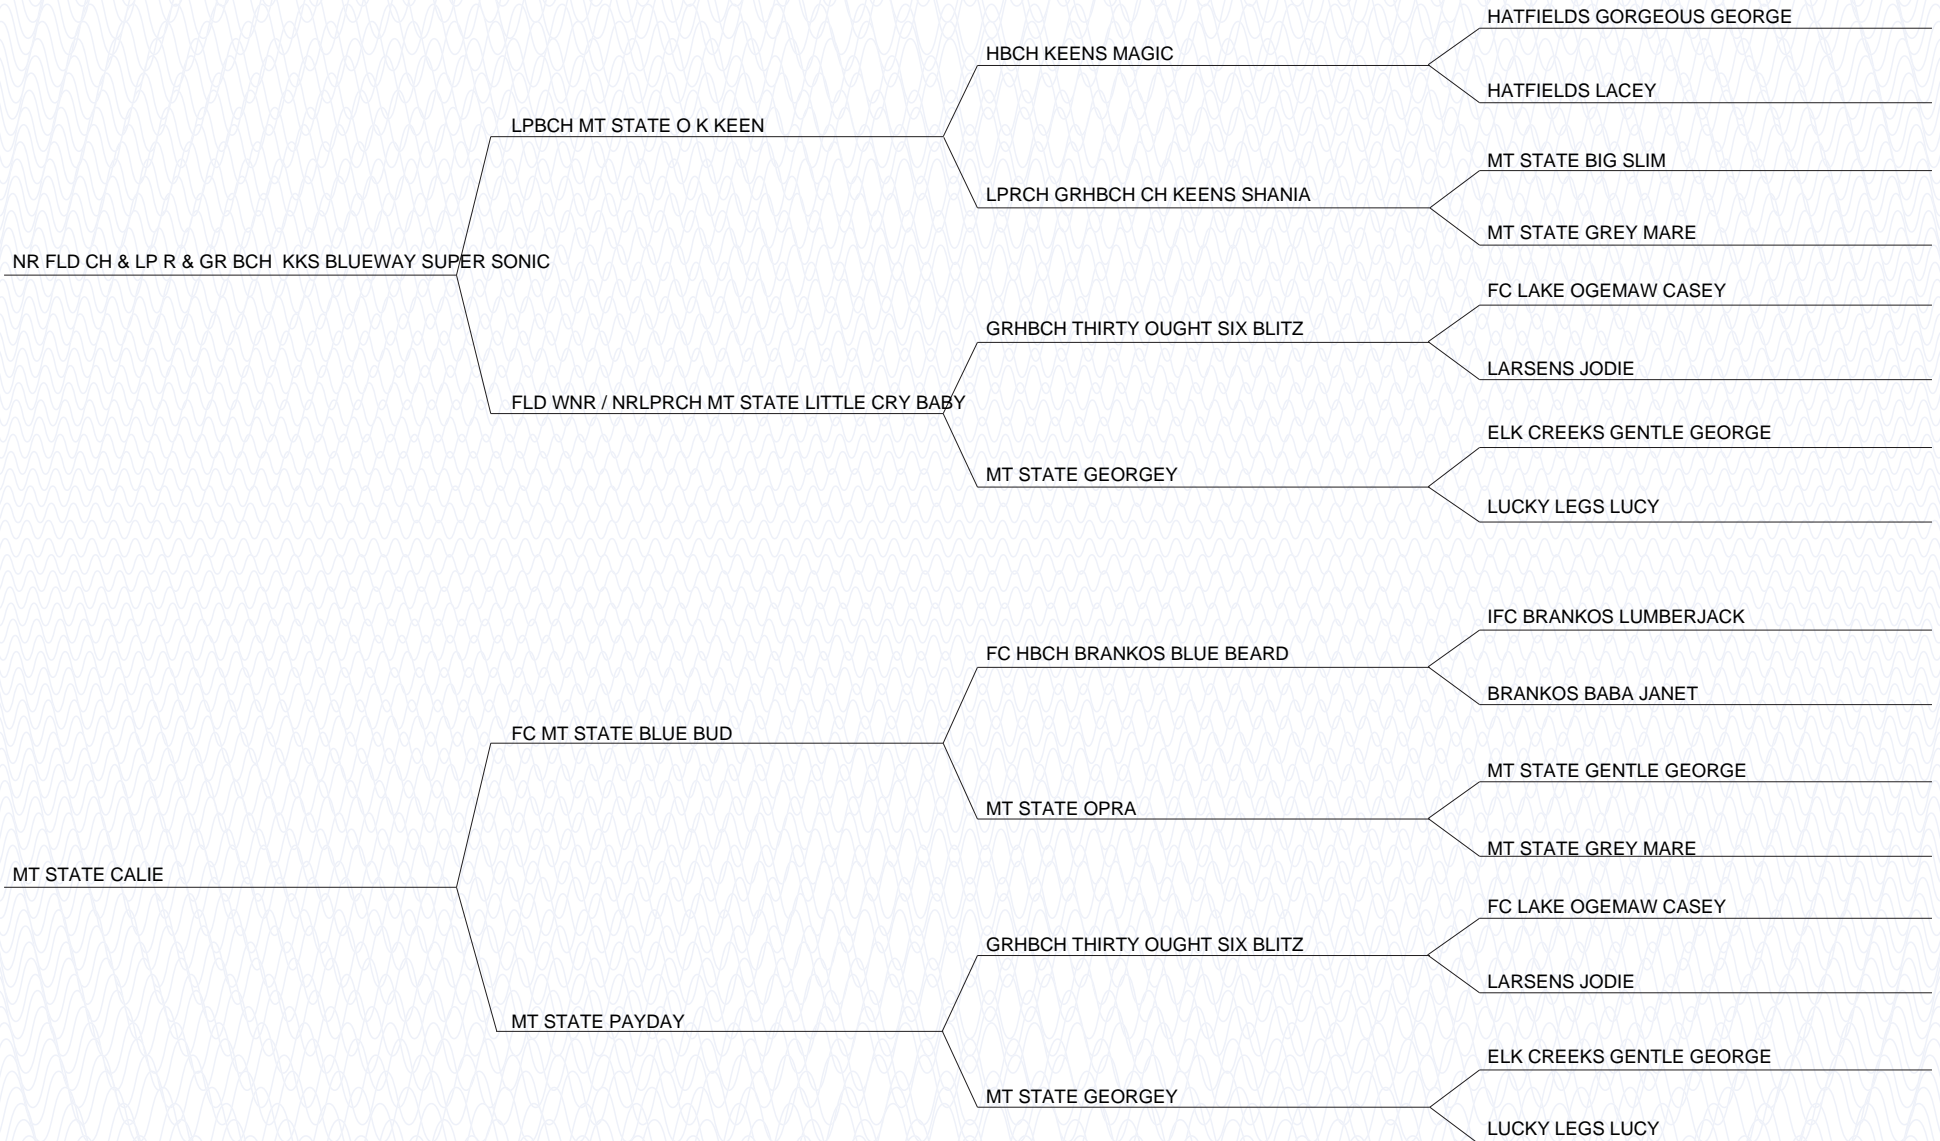 HATFIELDS GORGEOUS GEORGE
HBCH KEENS MAGIC
HATFIELDS LACEY
LPBCH MT STATE O K KEEN
MT STATE BIG SLIM
LPRCH GRHBCH CH KEENS SHANIA
MT STATE GREY MARE
NR FLD CH & LP R & GR BCH  KKS BLUEWAY SUPER SONIC
FC LAKE OGEMAW CASEY
GRHBCH THIRTY OUGHT SIX BLITZ
LARSENS JODIE
FLD WNR / NRLPRCH MT STATE LITTLE CRY BABY
ELK CREEKS GENTLE GEORGE
MT STATE GEORGEY
LUCKY LEGS LUCY
IFC BRANKOS LUMBERJACK
FC HBCH BRANKOS BLUE BEARD
BRANKOS BABA JANET
FC MT STATE BLUE BUD
MT STATE GENTLE GEORGE
MT STATE OPRA
MT STATE GREY MARE
MT STATE CALIE
FC LAKE OGEMAW CASEY
GRHBCH THIRTY OUGHT SIX BLITZ
LARSENS JODIE
MT STATE PAYDAY
ELK CREEKS GENTLE GEORGE
MT STATE GEORGEY
LUCKY LEGS LUCY